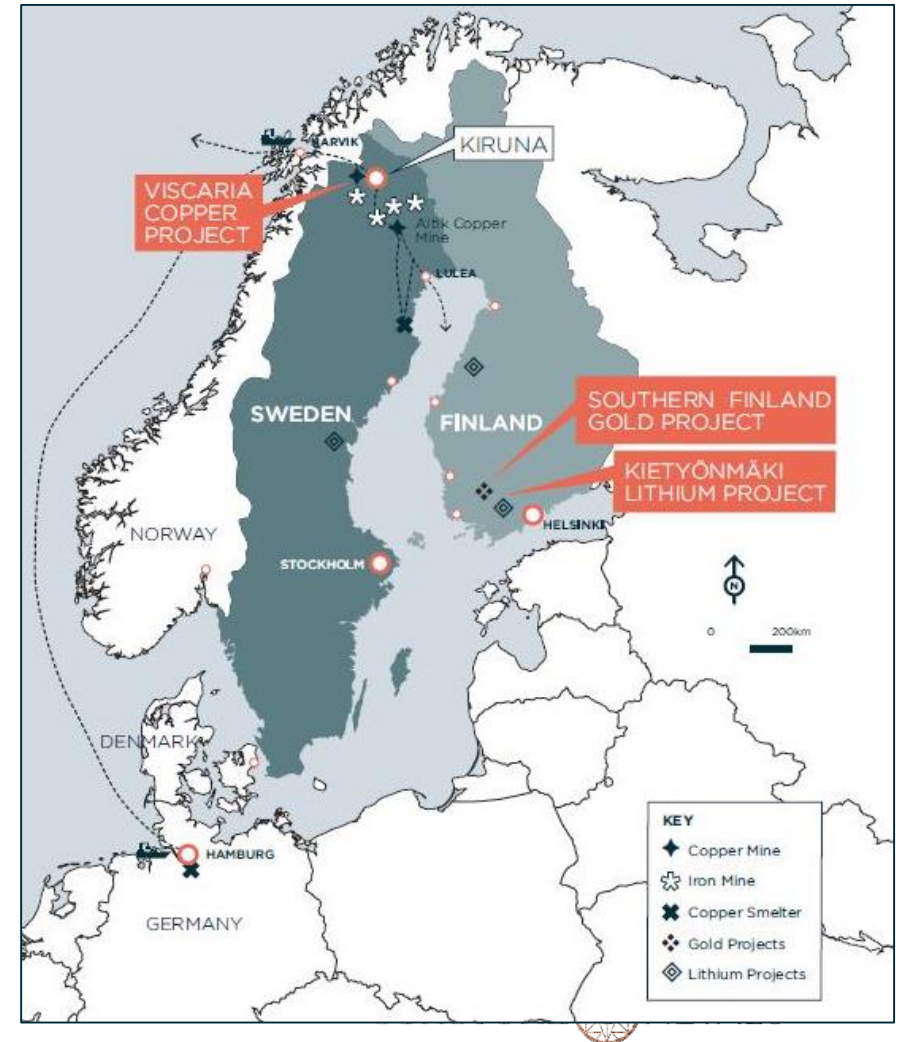 NARVIK
KIRUNA
VISCARIA
COPPER
PROJECT
Aitik Copper
Mine
LULEA
SWEDEN
FINLAND
SOUTHERN FINLAND
GOLD PROJECT
KIETYÖNMÄKI
LITHIUM PROJECT
HELSINKI
NORWAY
STOCKHOLM
N
0 200km
DENMARK
HAMBURG
GERMANY
KEY
Copper Mine
Iron Mine
Copper Smelter
Gold Projects
Lithium Projects